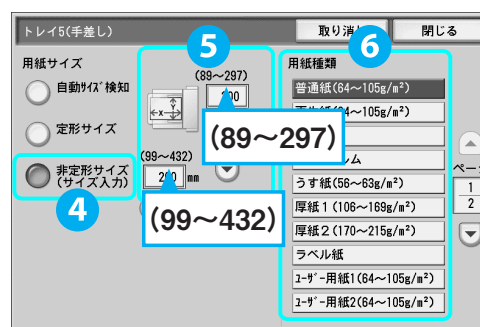 トレイ5(手差し)
取り消し
閉じる
用紙サイズ
自動サイズ検知
定形サイズ
非定形サイズ
(サイズ入力)
4
5
(89～297)
Y
X
(89～297)
(99～432)
mm
(99～432)
6
用紙種類
普通紙(64～105g/m²)
ム
うす紙(56～63g/m²)
厚紙1(106～169g/m²)
厚紙2(170～215g/m²)
ラベル紙
ﾕｰｻﾞｰ用紙1(64～105g/m²)
ﾕｰｻﾞｰ用紙2(64～105g/m²)
ペー
1
2